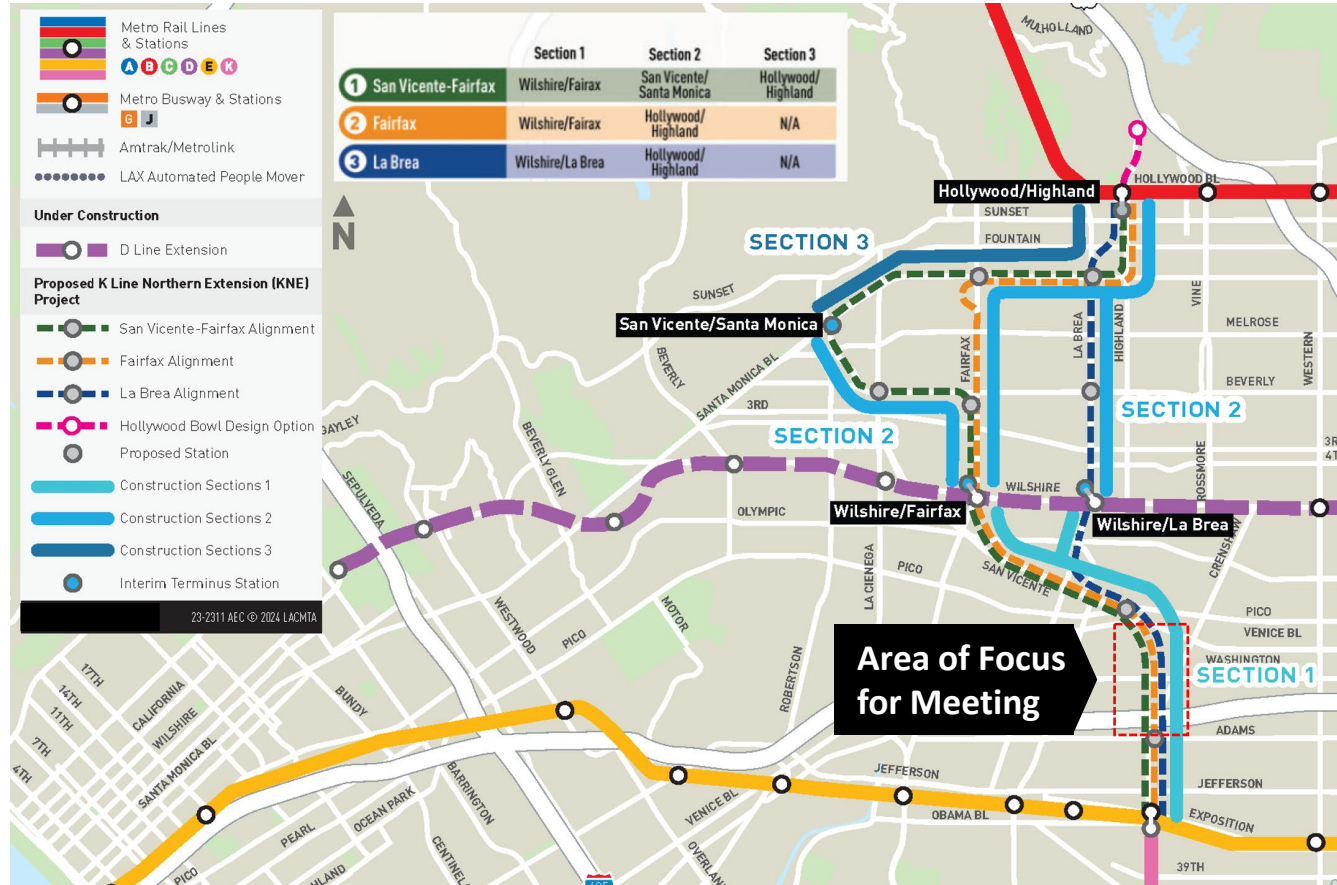 Metro Rail Lines
& Stations
A B C D E K
Metro Busway & Stations
G J
Amtrak/Metrolink
LAX Automated People Mover
Under Construction
D Line Extension
Proposed K Line Northern Extension (KNE)
Project
San Vicente-Fairfax Alignment
Fairfax Alignment
La Brea Alignment
Hollywood Bowl Design Option
Proposed Station
Construction Sections 1
Construction Sections 2
Construction Sections 3
Interim Terminus Station
23-2311 AEC © 2024 LACMTA
Section 1 Section 2 Section 3
1 San Vicente-Fairfax Wilshire/Fairax San Vicente/
Santa Monica Hollywood/
Highland
2 Fairfax Wilshire/Fairax Hollywood/
Highland N/A
3 La Brea Wilshire/La Brea Hollywood/
Highland N/A
N
MULHOLLAND
Hollywood/Highland
HOLLYWOOD BL
SUNSET
FOUNTAIN
SECTION 3
SUNSET
San Vicente/Santa Monica
VINE
MELROSE
WESTERN
LA BREA
HIGHLAND
FAIRFAX
BEVERLY
BEVERLY
SANTA MONICA BL
3RD
SECTION 2
SECTION 2
GAYLEY
BEVERLY GLEN
SEPULVEDA
WILSHIRE
ROSSMORE
Wilshire/Fairfax
Wilshire/La Brea
OLYMPIC
CRENSHAW
PICO
SAN VICENTE
LA CIENEGA
PICO
VENICE BL
WASHINGTON
SECTION 1
Area of Focus
for Meeting
ADAMS
WESTWOOD
PICO
MOTOR
ROBERTSON
17TH
14TH
11TH
7TH
4TH
CALIFORNIA
WILSHIRE
SANTA MONICA BL
BUNDY
BARRINGTON
OCEAN PARK
PEARL
PICO
CENTINELA
VENICE BL
JEFFERSON
JEFFERSON
OBAMA BL
EXPOSITION
39TH